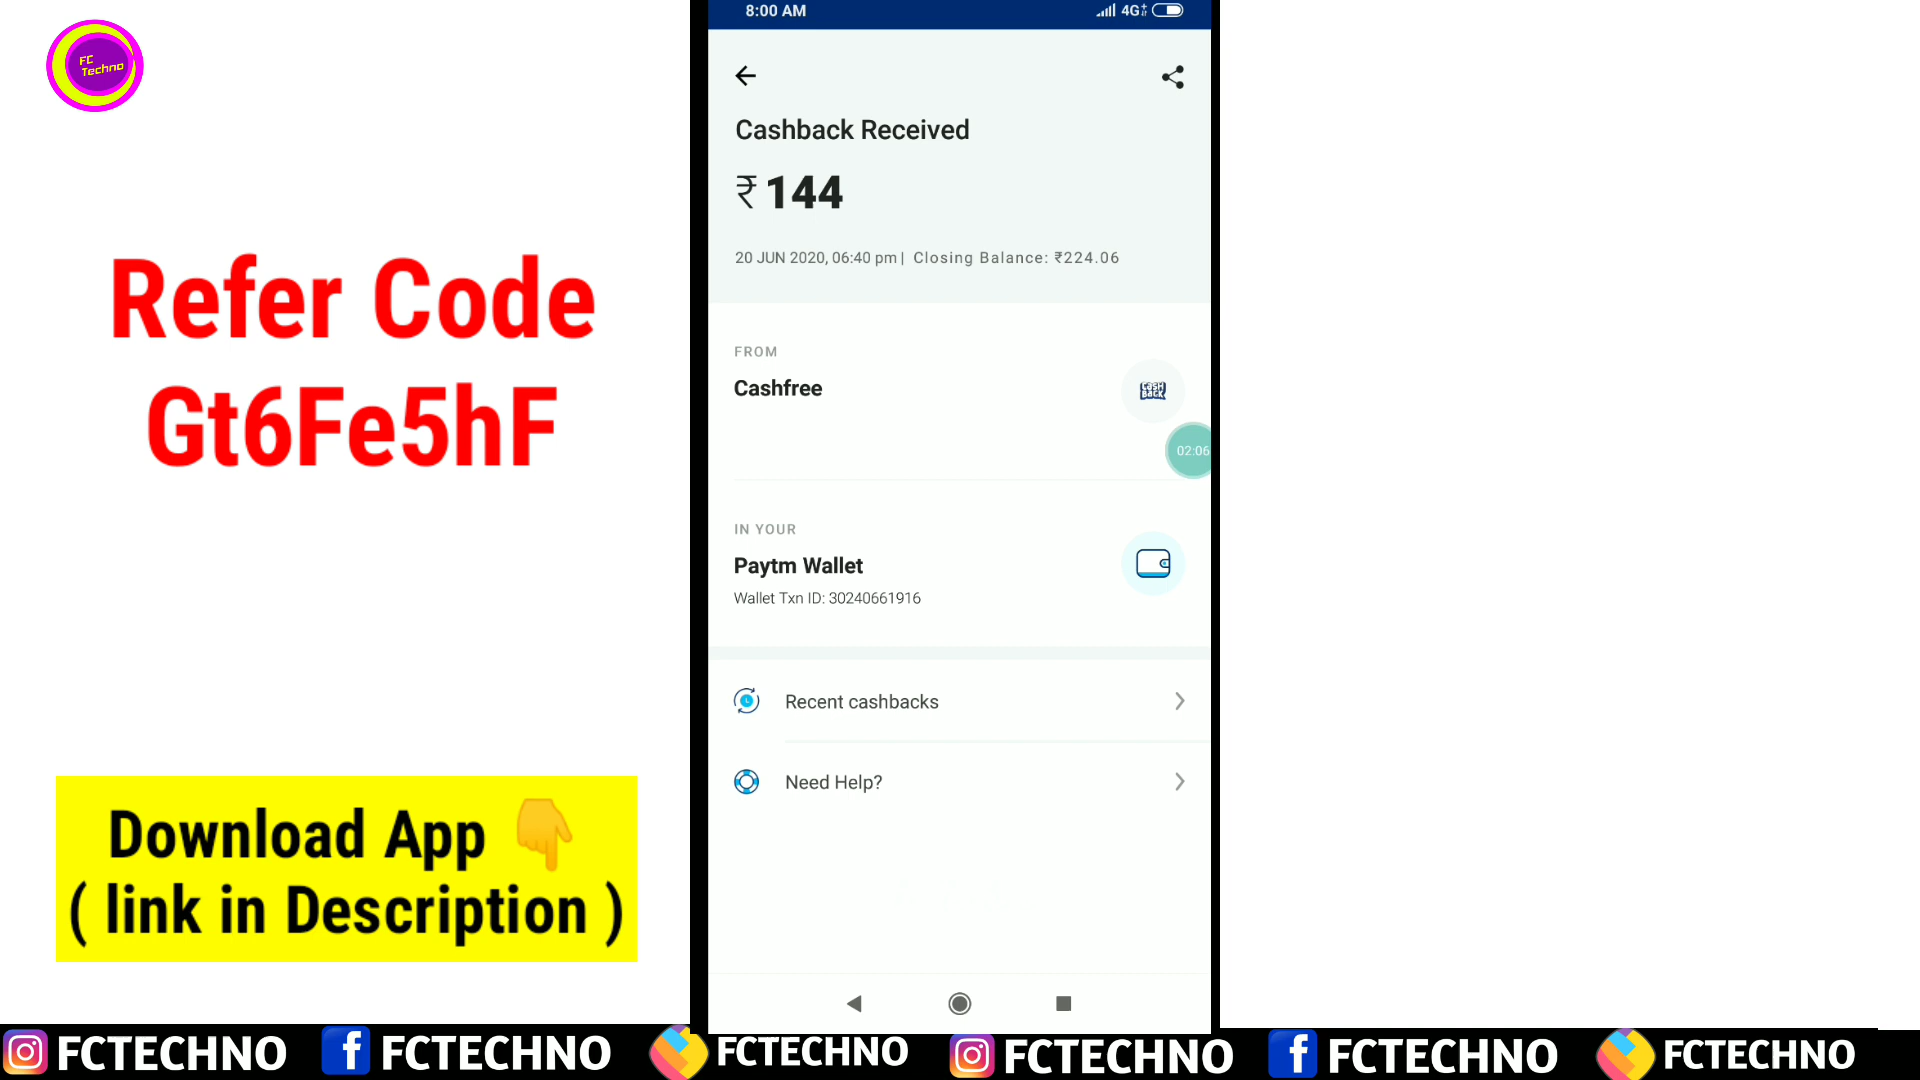 FC
Techno
Refer Code
Gt6Fe5hF
Download App 👇
( link in Description )
8:00 AM
4G+
Cashback Received
₹ 144
20 JUN 2020, 06:40 pm | Closing Balance: ₹224.06
FROM
Cashfree
CASH
BACK
02:06
IN YOUR
Paytm Wallet
Wallet Txn ID: 30240661916
Recent cashbacks
Need Help?
FCTECHNO FCTECHNO FCTECHNO FCTECHNO FCTECHNO FCTECHNO